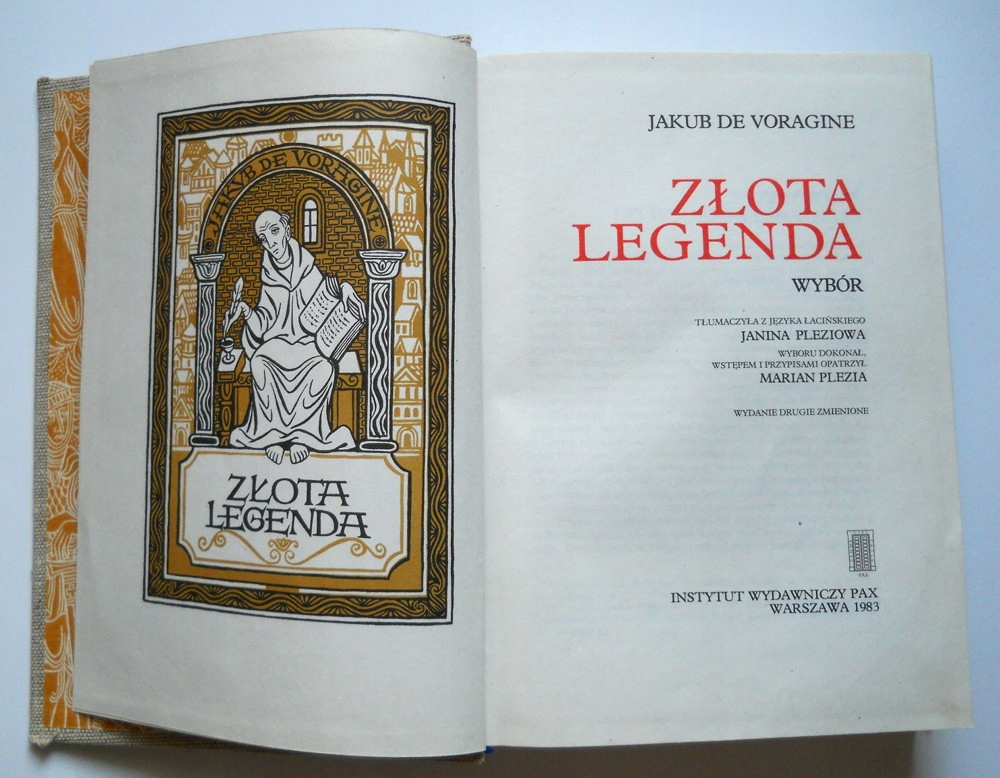 JAKUB DE VORAGINE
ZŁOTA
LEGENDA
JAKUB DE VORAGINE
ZŁOTA
LEGENDA
WYBÓR
TŁUMACZYŁA Z JĘZYKA ŁACIŃSKIEGO
JANINA PLEZIOWA
WYBORU DOKONAŁ,
WSTĘPEM I PRZYPISAMI OPATRZYŁ
MARIAN PLEZIA
WYDANIE DRUGIE ZMIENIONE
PAX
INSTYTUT WYDAWNICZY PAX
WARSZAWA 1983